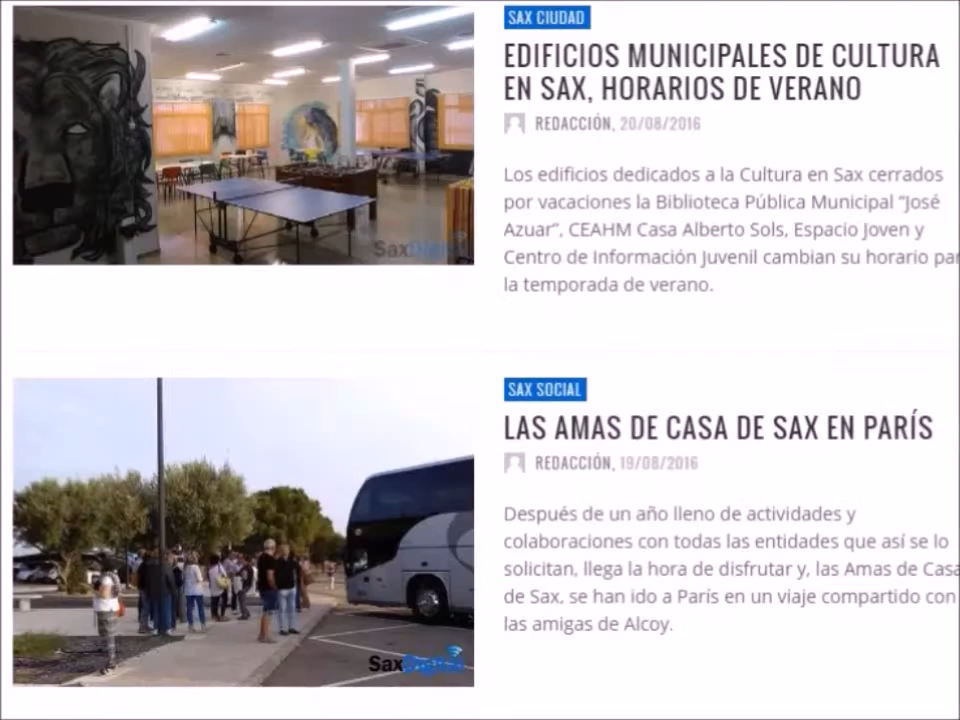 SAX CIUDAD
EDIFICIOS MUNICIPALES DE CULTURA
EN SAX, HORARIOS DE VERANO
REDACCIÓN, 20/08/2016
Los edificios dedicados a la Cultura en Sax cerrados
por vacaciones la Biblioteca Pública Municipal “José
Azuar”, CEAHM Casa Alberto Sols, Espacio Joven y
Centro de Información Juvenil cambian su horario par
la temporada de verano.
SaxDigital
SAX SOCIAL
LAS AMAS DE CASA DE SAX EN PARÍS
REDACCIÓN, 19/08/2016
Después de un año lleno de actividades y
colaboraciones con todas las entidades que así se lo
solicitan, llega la hora de disfrutar y, las Amas de Casa
de Sax, se han ido a París en un viaje compartido con
las amigas de Alcoy.
SaxDigital